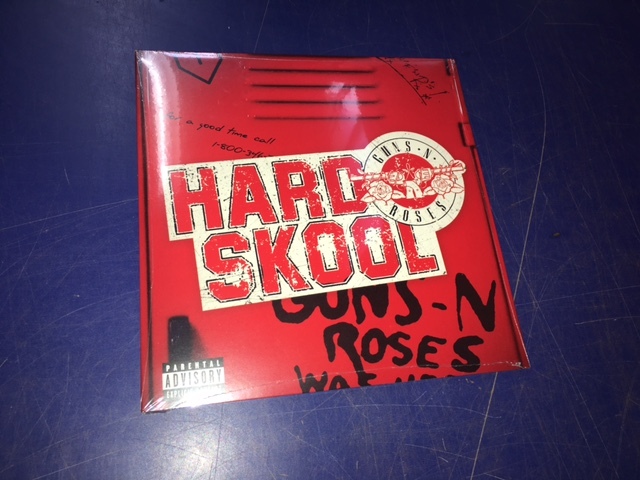 for a good time call
1-800-
HARD
SKOOL
GUNS-N-
ROSES
GUNS-N
ROSES
PARENTAL
ADVISORY